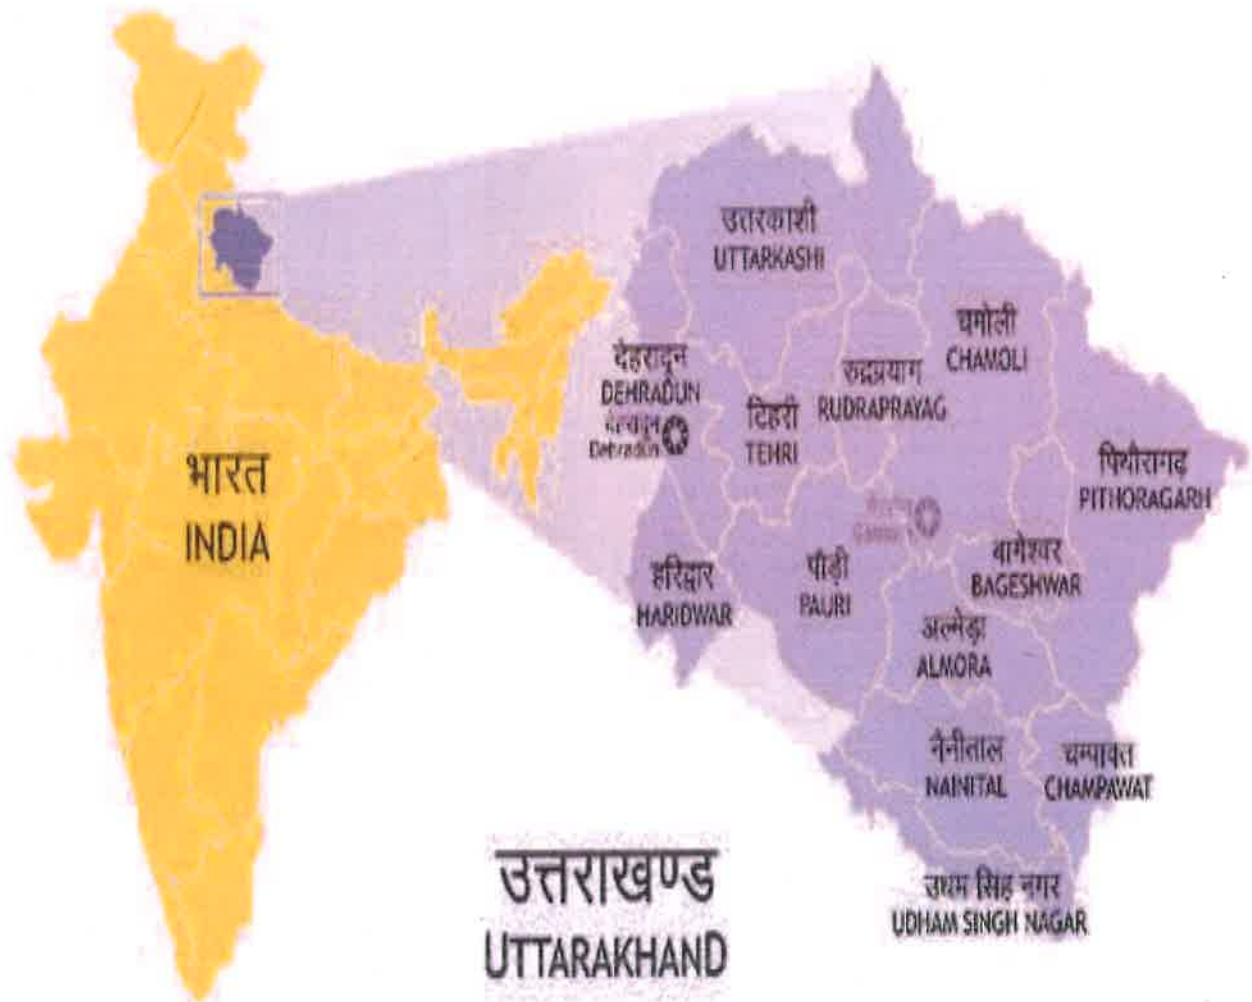 उत्तरकाशी
UTTARKASHI
चमोली
CHAMOLI
देहरादून
DEHRADUN
देहरादून
Dehradun
रुद्रप्रयाग
RUDRAPRAYAG
टिहरी
TEHRI
पिथौरागढ़
PITHORAGARH
भारत
INDIA
हरिद्वार
HARIDWAR
पौड़ी
PAURI
बागेश्वर
BAGESHWAR
अल्मोड़ा
ALMORA
नैनीताल
NAINITAL
चम्पावत
CHAMPAWAT
उधम सिंह नगर
UDHAM SINGH NAGAR
उत्तराखण्ड
UTTARAKHAND